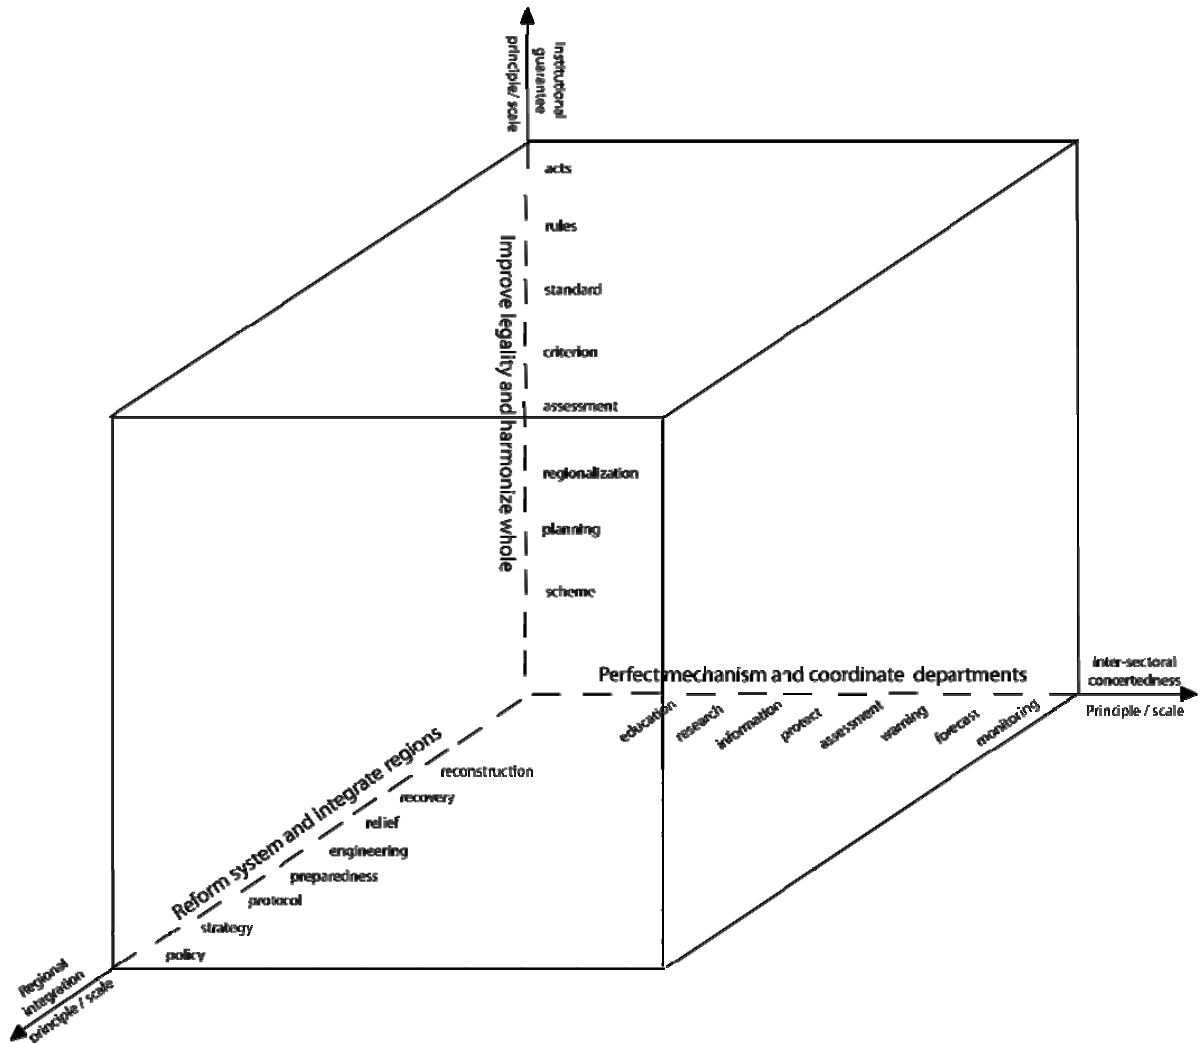 Institutional
guarantee
principle/ scale
acts
rules
standard
criterion
assessment
regionalization
planning
scheme
Improve legality and harmonize whole
Perfect mechanism and coordinate departments
inter-sectoral
concertedness
Principle / scale
education
research
information
protect
assessment
warning
forecast
monitoring
Reform system and integrate regions
reconstruction
recovery
relief
engineering
preparedness
protocol
strategy
policy
Regional
integration
principle / scale